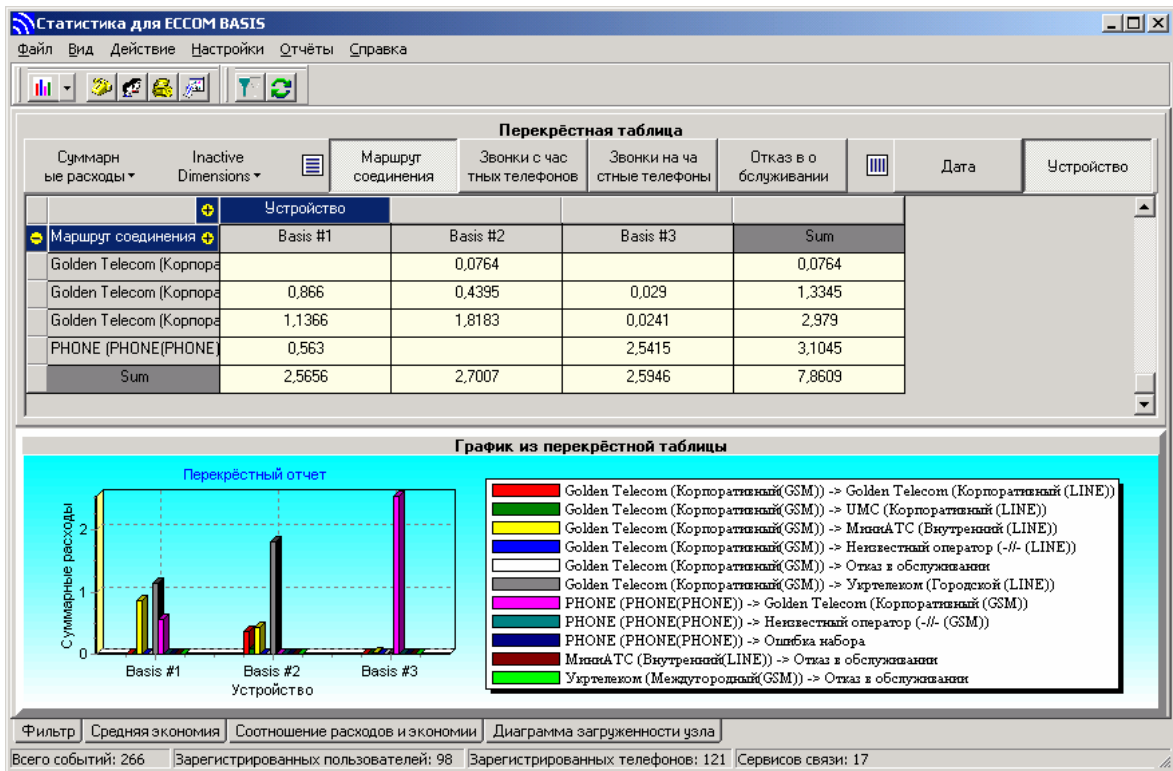 Статистика для ECCOM BASIS
Файл Вид Действие Настройки Отчёты Справка
Перекрёстная таблица
Суммарн
ые расходы
Inactive
Dimensions
Маршрут
соединения
Звонки с час
тных телефонов
Звонки на ча
стные телефоны
Отказ в о
бслуживании
Дата
Устройство
Устройство
Маршрут соединения Basis #1 Basis #2 Basis #3 Sum
Golden Telecom (Корпора 0,0764 0,0764
Golden Telecom (Корпора 0,866 0,4395 0,029 1,3345
Golden Telecom (Корпора 1,1366 1,8183 0,0241 2,979
PHONE (PHONE(PHONE) 0,563 2,5415 3,1045
Sum 2,5656 2,7007 2,5946 7,8609
График из перекрёстной таблицы
Перекрёстный отчет
Суммарные расходы
2
1
0
Basis #1 Basis #2 Basis #3
Устройство
Golden Telecom (Корпоративный(GSM)) -> Golden Telecom (Корпоративный (LINE))
Golden Telecom (Корпоративный(GSM)) -> UMC (Корпоративный (LINE))
Golden Telecom (Корпоративный(GSM)) -> МиниАТС (Внутренний (LINE))
Golden Telecom (Корпоративный(GSM)) -> Неизвестный оператор (-//- (LINE))
Golden Telecom (Корпоративный(GSM)) -> Отказ в обслуживании
Golden Telecom (Корпоративный(GSM)) -> Укртелеком (Городской (LINE))
PHONE (PHONE(PHONE)) -> Golden Telecom (Корпоративный (GSM))
PHONE (PHONE(PHONE)) -> Неизвестный оператор (-//- (GSM))
PHONE (PHONE(PHONE)) -> Ошибка набора
МиниАТС (Внутренний(LINE)) -> Отказ в обслуживании
Укртелеком (Междугородный(GSM)) -> Отказ в обслуживании
Фильтр Средняя экономия Соотношение расходов и экономии Диаграмма загруженности узла
Всего событий: 266 Зарегистрированных пользователей: 98 Зарегистрированных телефонов: 121 Сервисов связи: 17